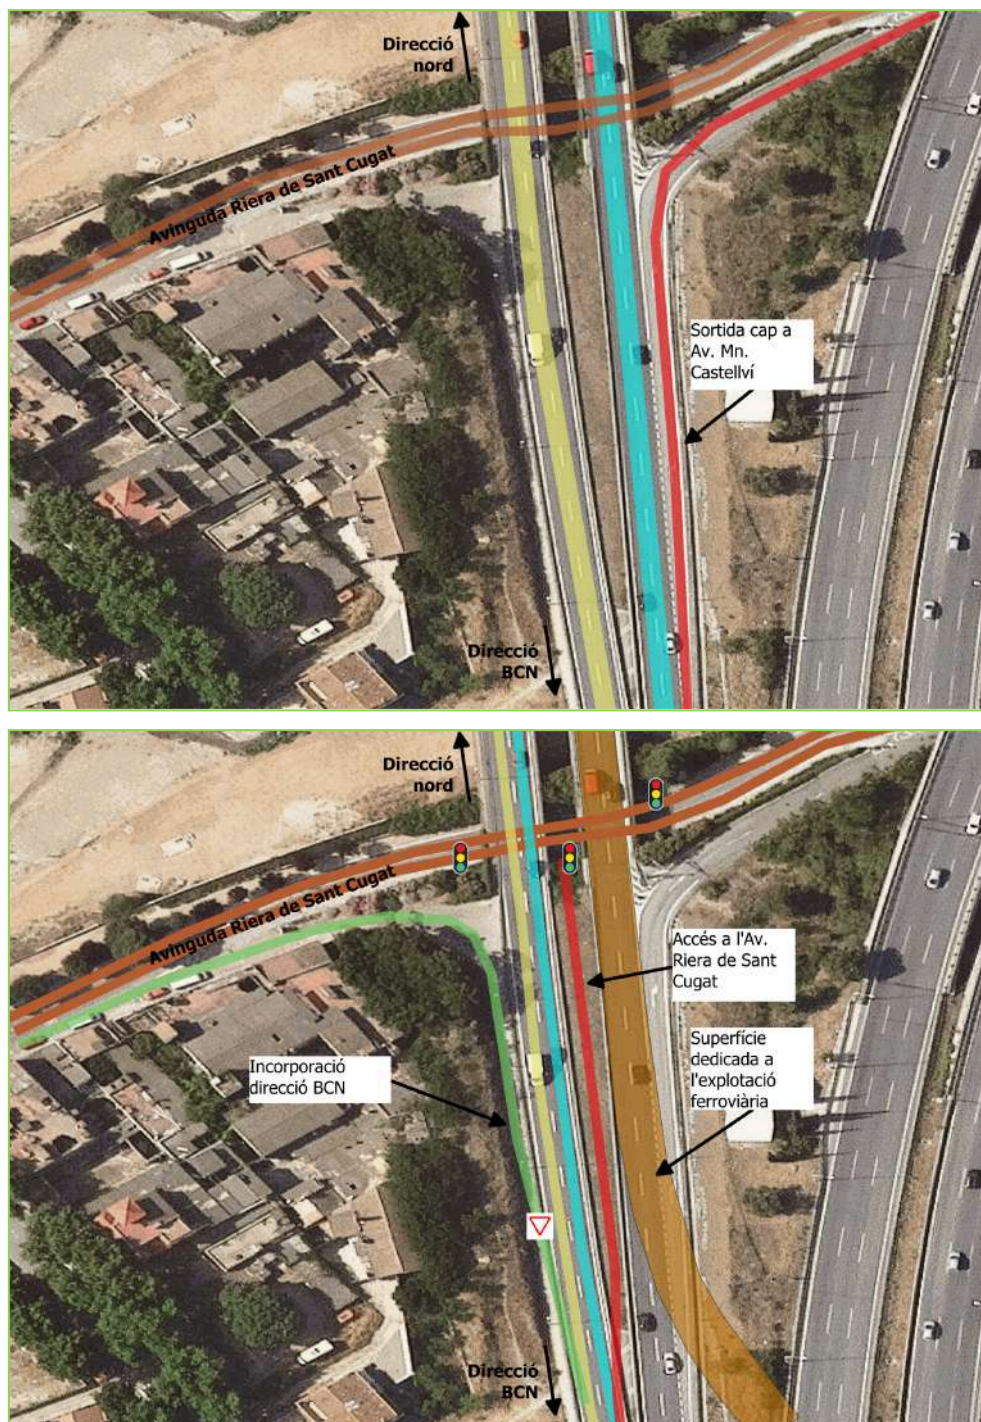 Direcció
nord
Avinguda Riera de Sant Cugat
Sortida cap a
Av. Mn.
Castellví
Direcció
BCN
Direcció
nord
Avinguda Riera de Sant Cugat
Accés a l'Av.
Riera de Sant
Cugat
Incorporació
direcció BCN
Superfície
dedicada a
l'explotació
ferroviària
Direcció
BCN